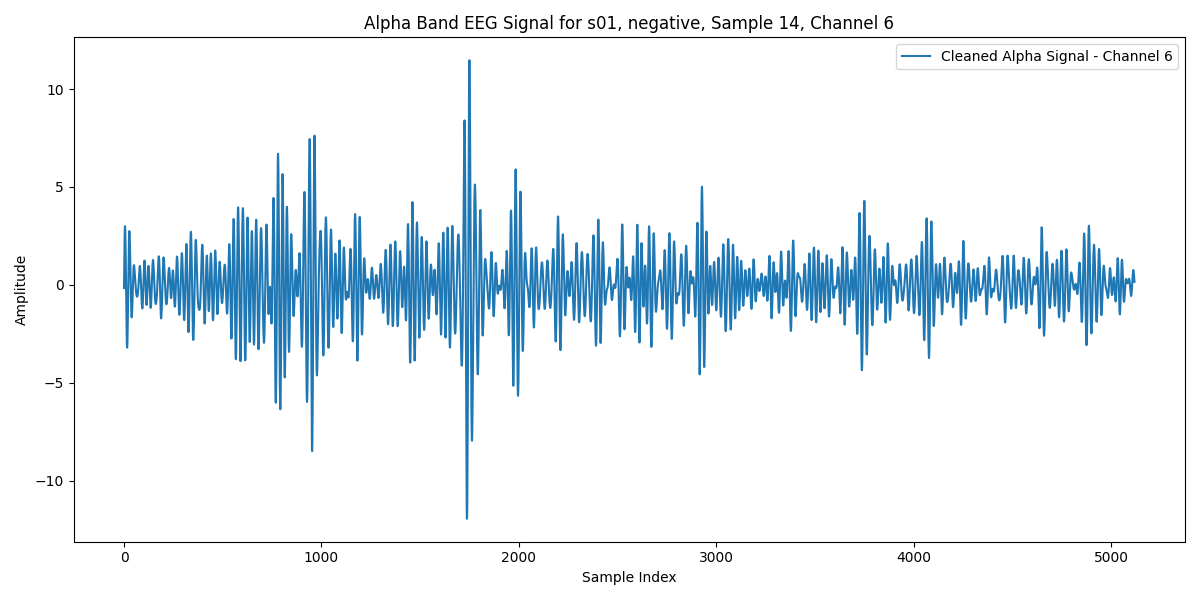 Alpha Band EEG Signal for s01, negative, Sample 14, Channel 6
Cleaned Alpha Signal - Channel 6
Amplitude
10
5
0
−5
−10
0 1000 2000 3000 4000 5000
Sample Index